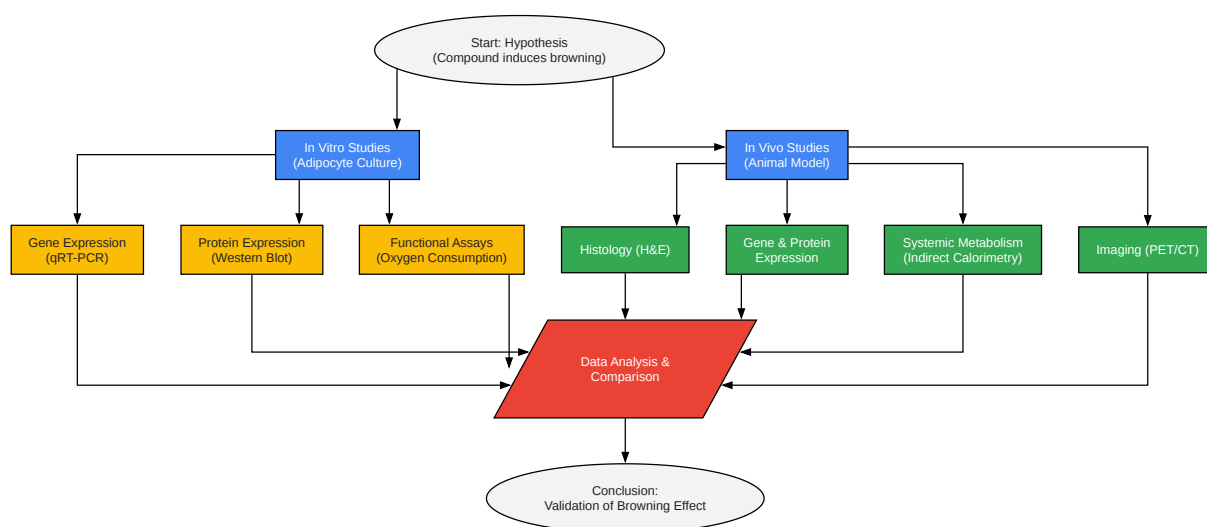 Start: Hypothesis
(Compound induces browning)
In Vitro Studies
(Adipocyte Culture)
In Vivo Studies
(Animal Model)
Gene Expression
(qRT-PCR)
Protein Expression
(Western Blot)
Functional Assays
(Oxygen Consumption)
Histology (H&E)
Gene & Protein
Expression
Systemic Metabolism
(Indirect Calorimetry)
Imaging (PET/CT)
Data Analysis &
Comparison
Conclusion:
Validation of Browning Effect